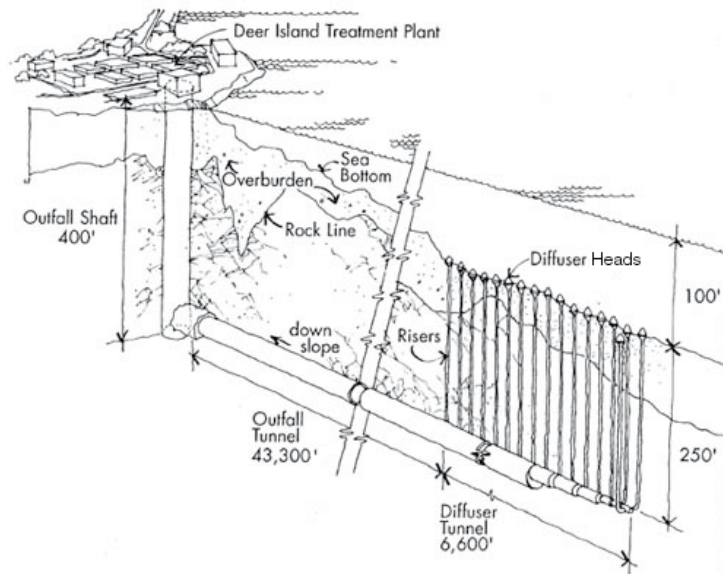 Deer Island Treatment Plant
Sea
Bottom
Overburden
Outfall Shaft
400'
Rock Line
Diffuser Heads
100'
down
slope
Risers
Outfall
Tunnel
43,300'
250'
Diffuser
Tunnel
6,600'